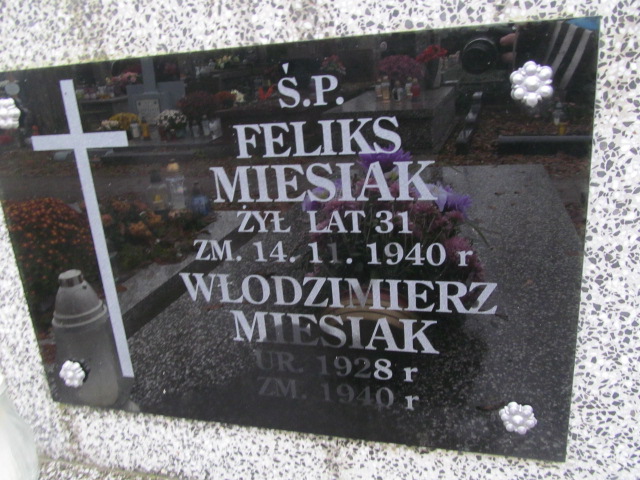 Ś.P.
FELIKS
MIESIAK
ŻYŁ LAT 31
ZM. 14. 11. 1940 r
WŁODZIMIERZ
MIESIAK
UR. 1928 r
ZM. 1940 r